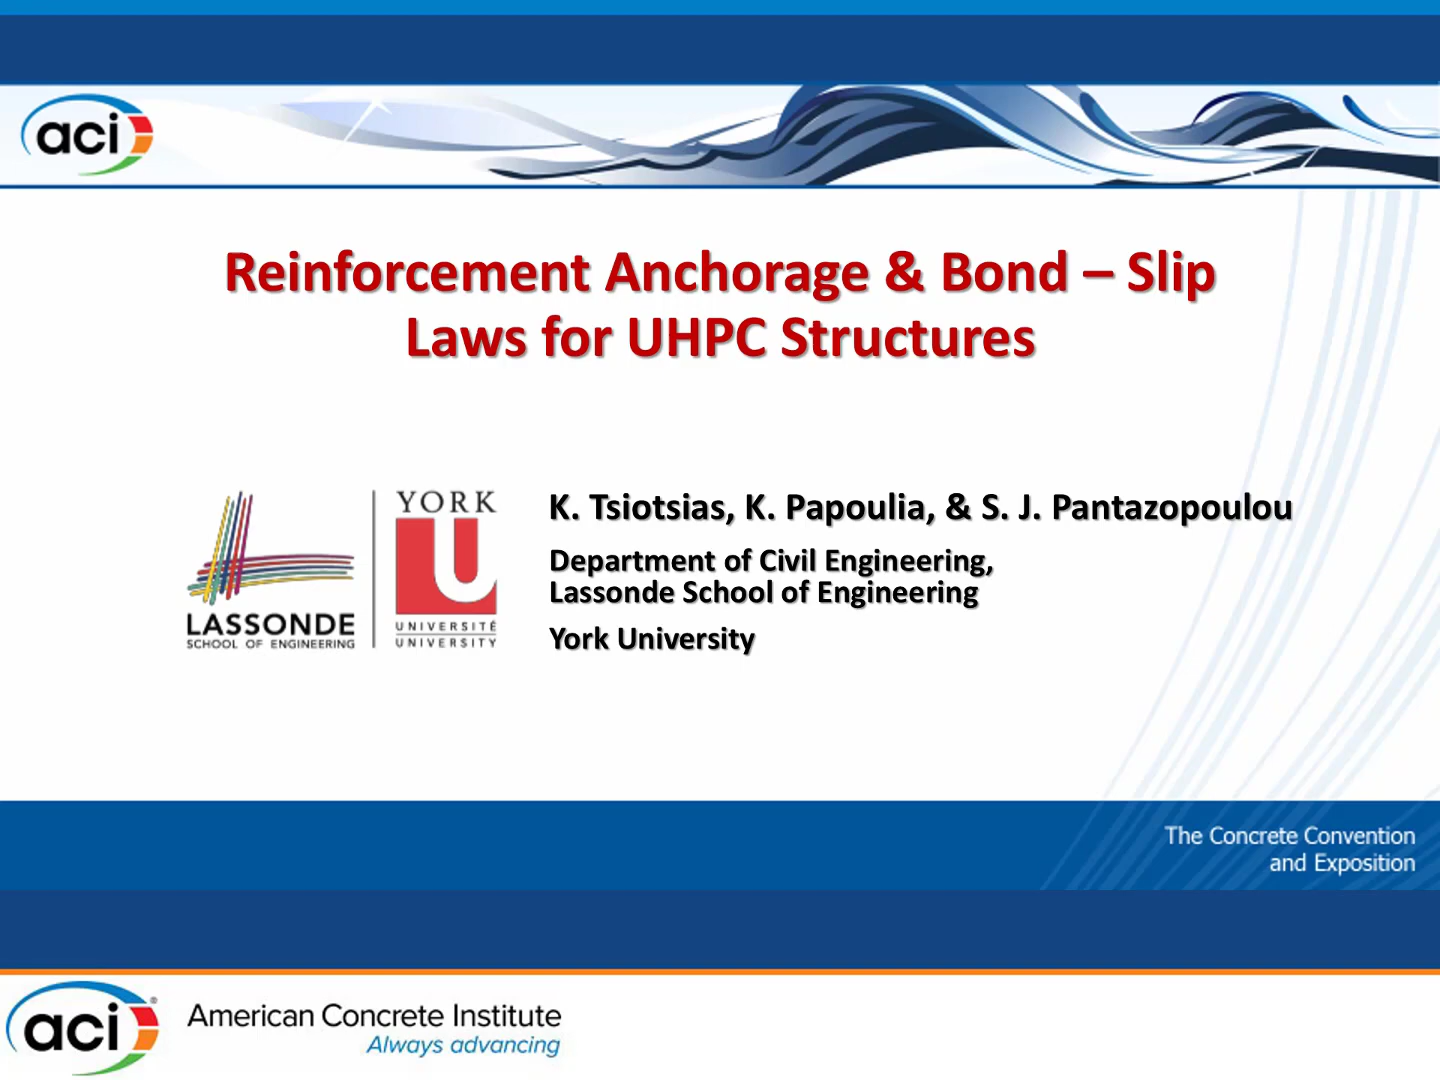 aci
Reinforcement Anchorage & Bond – Slip
Laws for UHPC Structures
K. Tsiotsias, K. Papoulia, & S. J. Pantazopoulou
Department of Civil Engineering,
Lassonde School of Engineering
York University
LASSONDE
SCHOOL OF ENGINEERING
YORK
U
UNIVERSITÉ
UNIVERSITY
The Concrete Convention
and Exposition
aci®
American Concrete Institute
Always advancing